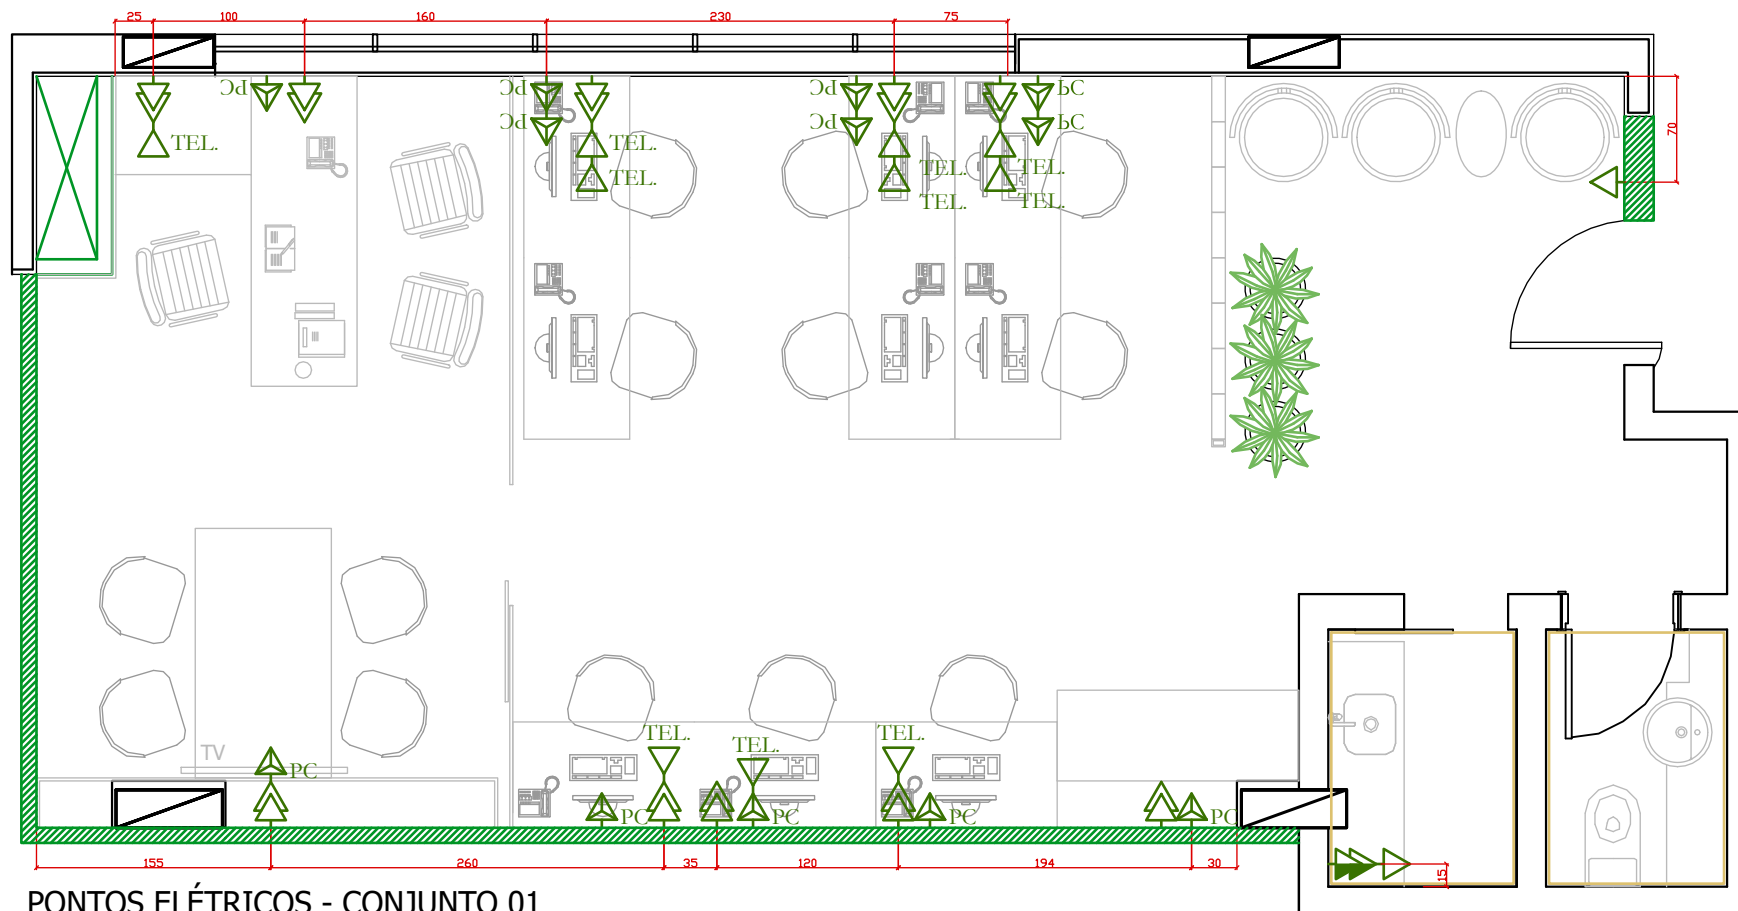 25 100 160 230 75
PC PC PC PC
PC PC PC
TEL. TEL. TEL. TEL.
TEL. TEL. TEL.
70
TV
TEL. TEL. TEL.
PC
PC PC PC PC
155 260 35 120 194 30
15
PONTOS ELÉTRICOS - CONJUNTO 01